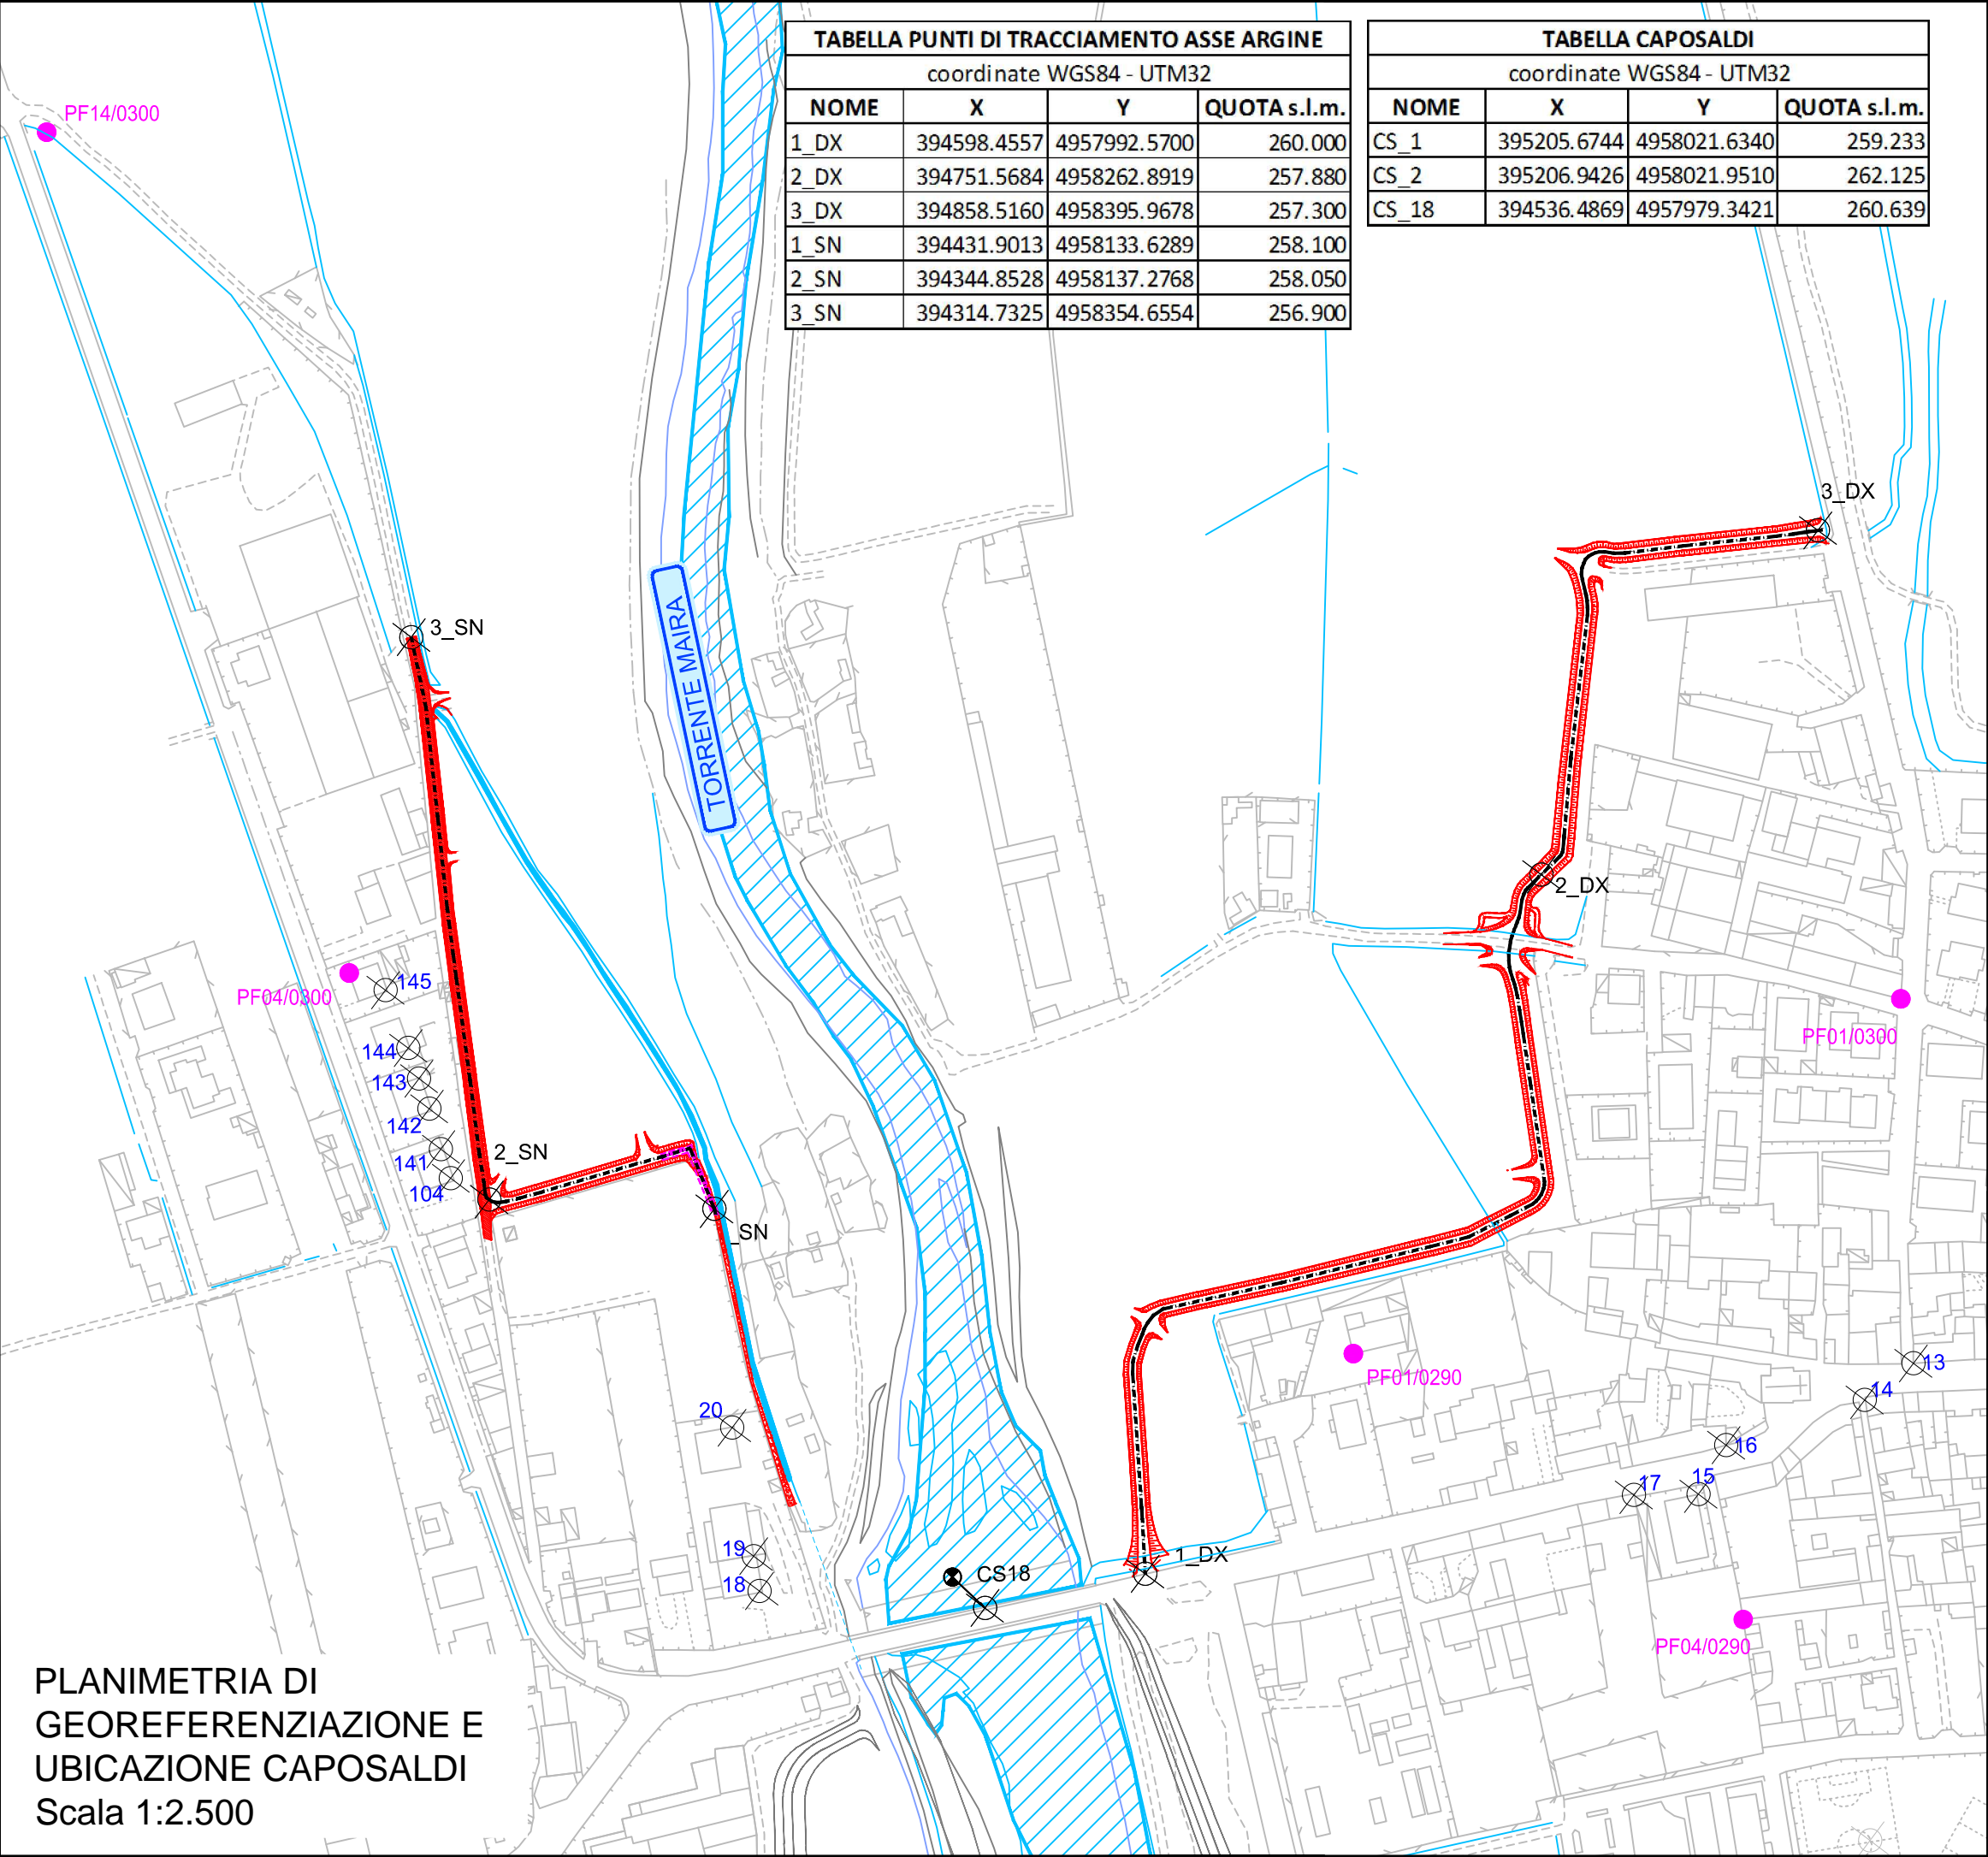 TABELLA PUNTI DI TRACCIAMENTO ASSE ARGINE
coordinate WGS84 - UTM32
NOME X Y QUOTA s.l.m.
1_DX 394598.4557 4957992.5700 260.000
2_DX 394751.5684 4958262.8919 257.880
3_DX 394858.5160 4958395.9678 257.300
1_SN 394431.9013 4958133.6289 258.100
2_SN 394344.8528 4958137.2768 258.050
3_SN 394314.7325 4958354.6554 256.900
TABELLA CAPOSALDI
coordinate WGS84 - UTM32
NOME X Y QUOTA s.l.m.
CS_1 395205.6744 4958021.6340 259.233
CS_2 395206.9426 4958021.9510 262.125
CS_18 394536.4869 4957979.3421 260.639
PF14/0300
3_DX
3_SN
TORRENTE MAIRA
2_DX
145
PF04/0300
PF01/0300
144
143
142
141
104
2_SN
_SN
PF01/0290
13
14
20
16
15
17
19
18
CS18
1_DX
PF04/0290
PLANIMETRIA DI
GEOREFERENZIAZIONE E
UBICAZIONE CAPOSALDI
Scala 1:2.500